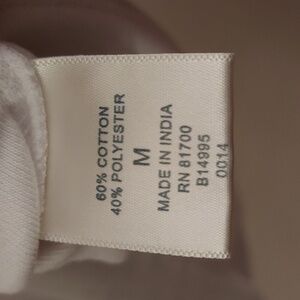 60% COTTON
40% POLYESTER
M
MADE IN INDIA
RN 81700
B14995
0014